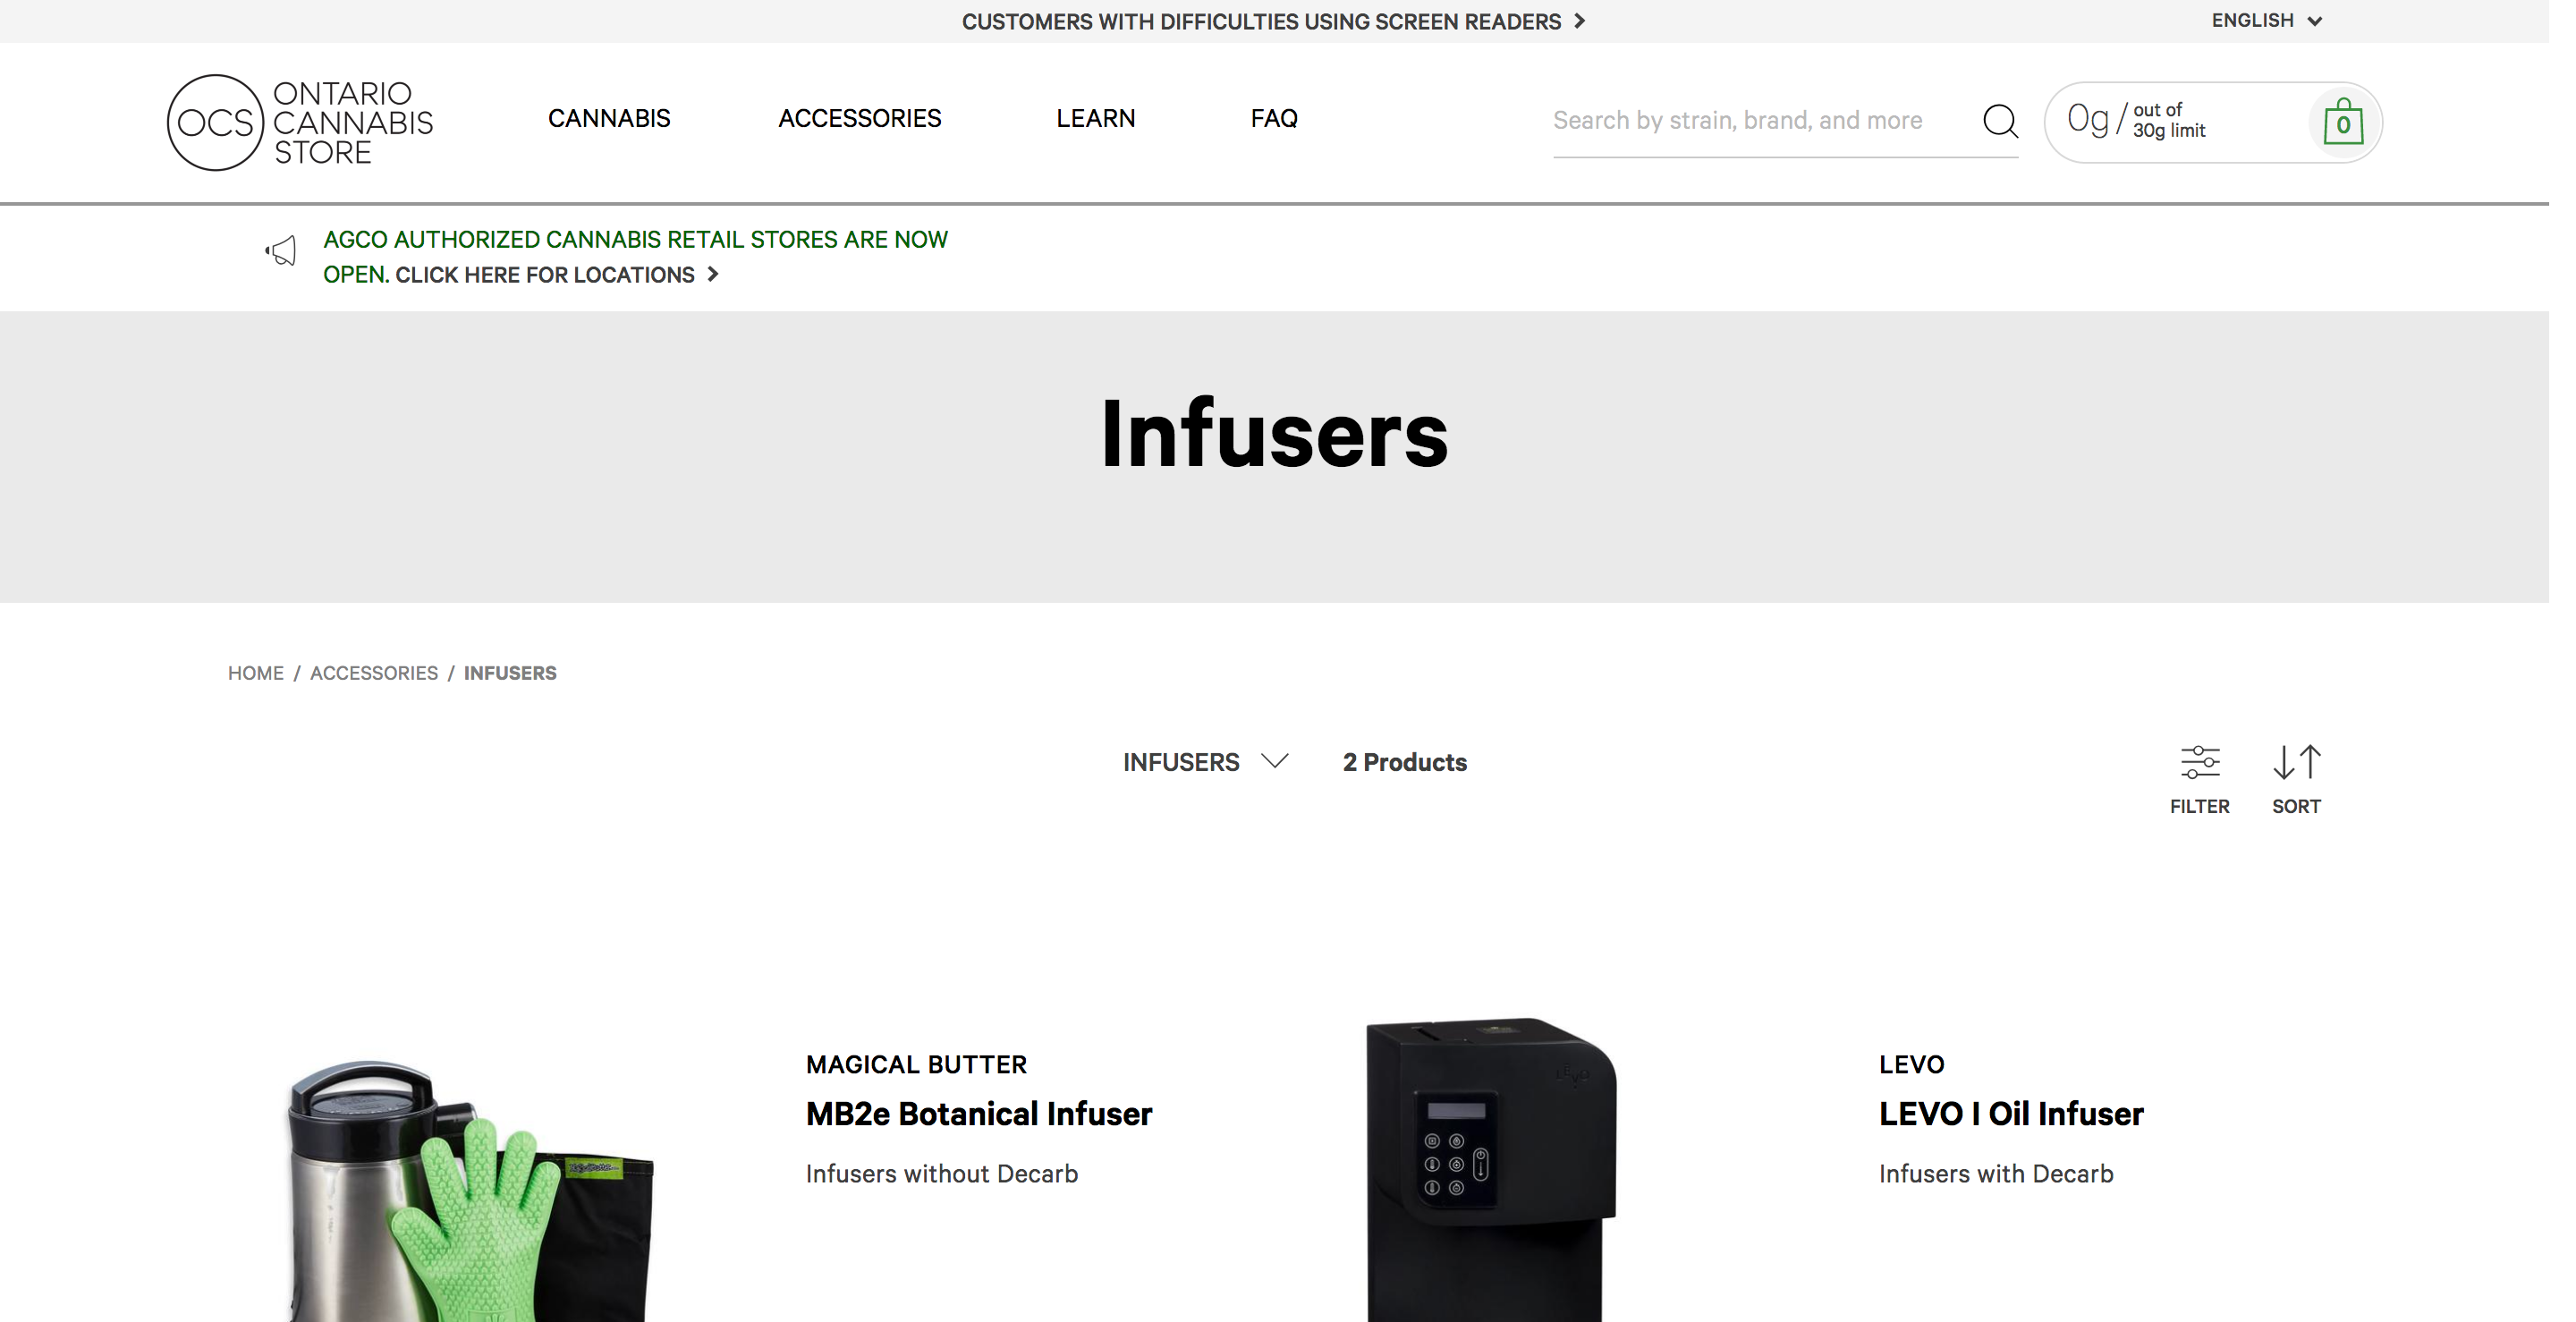 CUSTOMERS WITH DIFFICULTIES USING SCREEN READERS
ENGLISH
OCS
ONTARIO
CANNABIS
STORE
CANNABIS
ACCESSORIES
LEARN
FAQ
Search by strain, brand, and more
0g/ out of
30g limit
0
AGCO AUTHORIZED CANNABIS RETAIL STORES ARE NOW
OPEN. CLICK HERE FOR LOCATIONS
Infusers
HOME / ACCESSORIES / INFUSERS
INFUSERS
2 Products
FILTER
SORT
MAGICAL BUTTER
MB2e Botanical Infuser
Infusers without Decarb
LEVO
LEVO
LEVO I Oil Infuser
Infusers with Decarb